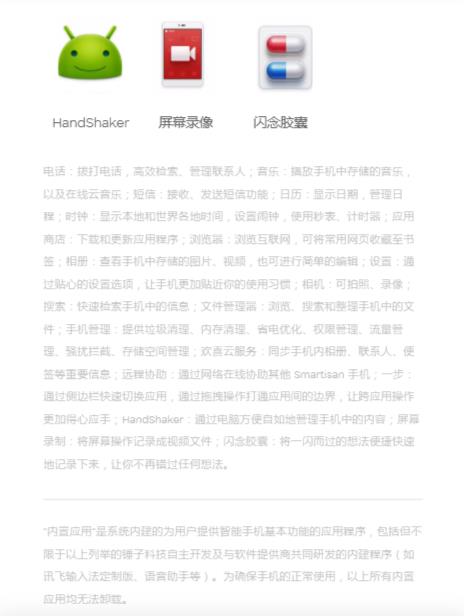 HandShaker 屏幕录像 闪念胶囊
电话：拨打电话，高效检索、管理联系人；音乐：播放手机中存储的音乐，
以及在线云音乐；短信：接收、发送短信功能；日历：显示日期，管理日
程；时钟：显示本地和世界各地时间，设置闹钟，使用秒表、计时器；应用
商店：下载和更新应用程序；浏览器：浏览互联网，可将常用网页收藏至书
签；相册：查看手机中存储的图片、视频，也可进行简单的编辑；设置：通
过贴心的设置选项，让手机更加贴近你的使用习惯；相机：可拍照、录像；
搜索：快速检索手机中的信息；文件管理器：浏览、搜索和整理手机中的文
件；手机管理：提供垃圾清理、内存清理、省电优化、权限管理、流量管
理、骚扰拦截、存储空间管理；欢喜云服务：同步手机内相册、联系人、便
签等重要信息；远程协助：通过网络在线协助其他 Smartisan 手机；一步：
通过侧边栏快速切换应用，通过拖拽操作打通应用间的边界，让跨应用操作
更加得心应手；HandShaker：通过电脑方便自如地管理手机中的内容；屏幕
录制：将屏幕操作记录成视频文件；闪念胶囊：将一闪而过的想法便捷快速
地记录下来，让你不再错过任何想法。
“内置应用”是系统内建的为用户提供智能手机基本功能的应用程序，包括但不
限于以上列举的锤子科技自主开发及与软件提供商共同研发的内建程序（如
讯飞输入法定制版、语音助手等）。为确保手机的正常使用，以上所有内置
应用均无法卸载。